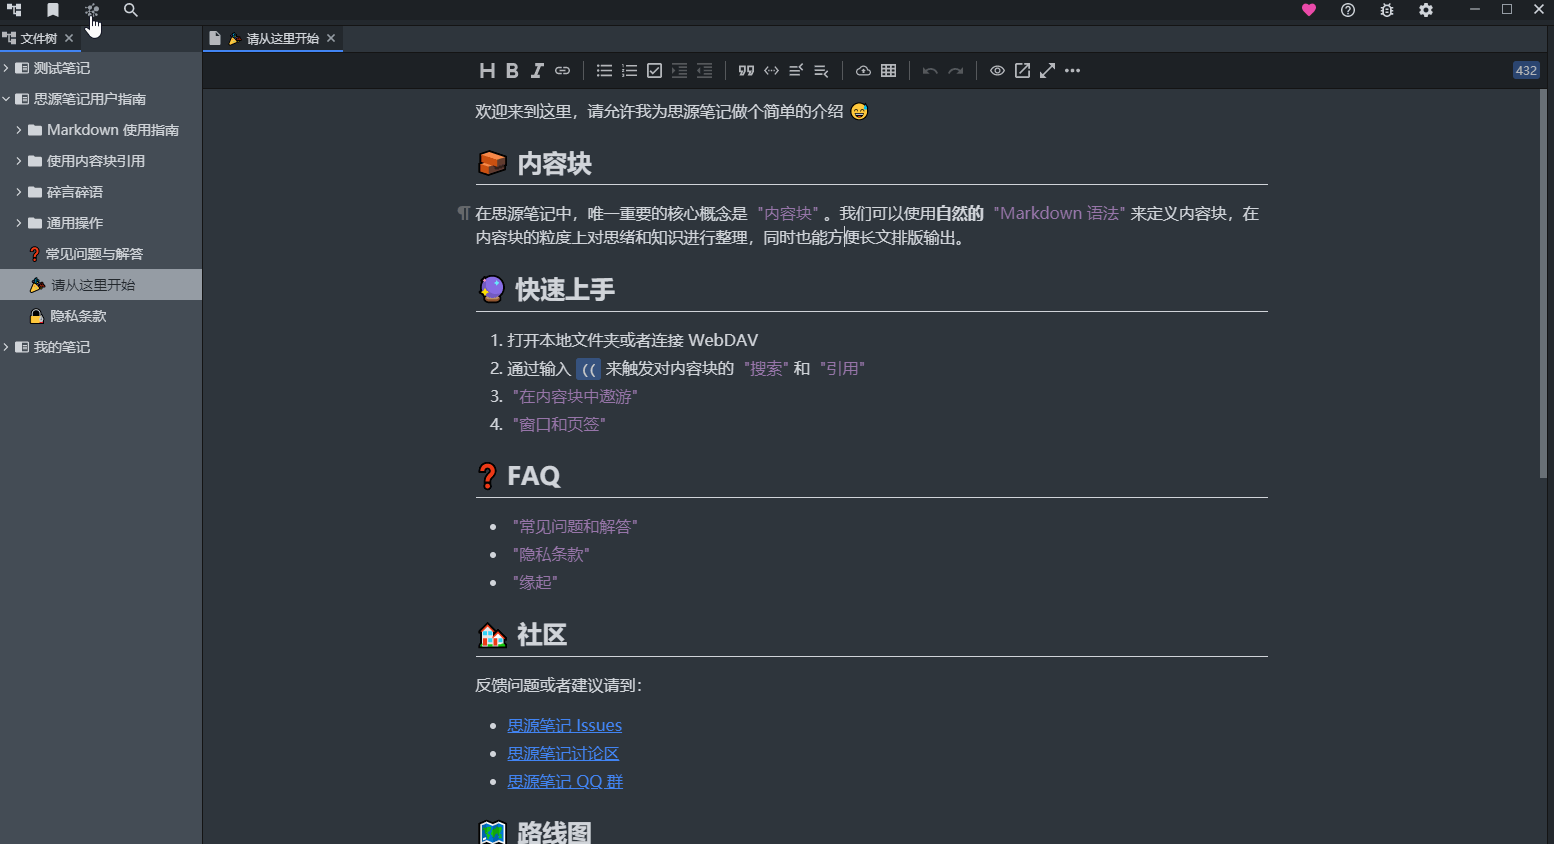 文件树
请从这里开始
测试笔记
思源笔记用户指南
Markdown 使用指南
使用内容块引用
碎言碎语
通用操作
常见问题与解答
请从这里开始
隐私条款
我的笔记
432
欢迎来到这里，请允许我为思源笔记做个简单的介绍 😅
内容块
在思源笔记中，唯一重要的核心概念是 "内容块" 。我们可以使用自然的 "Markdown 语法" 来定义内容块，在
内容块的粒度上对思绪和知识进行整理，同时也能方便长文排版输出。
快速上手
1. 打开本地文件夹或者连接 WebDAV
2. 通过输入 (( 来触发对内容块的 "搜索" 和 "引用"
3. "在内容块中遨游"
4. "窗口和页签"
FAQ
"常见问题和解答"
"隐私条款"
"缘起"
社区
反馈问题或者建议请到：
思源笔记 Issues
思源笔记讨论区
思源笔记 QQ 群
路线图